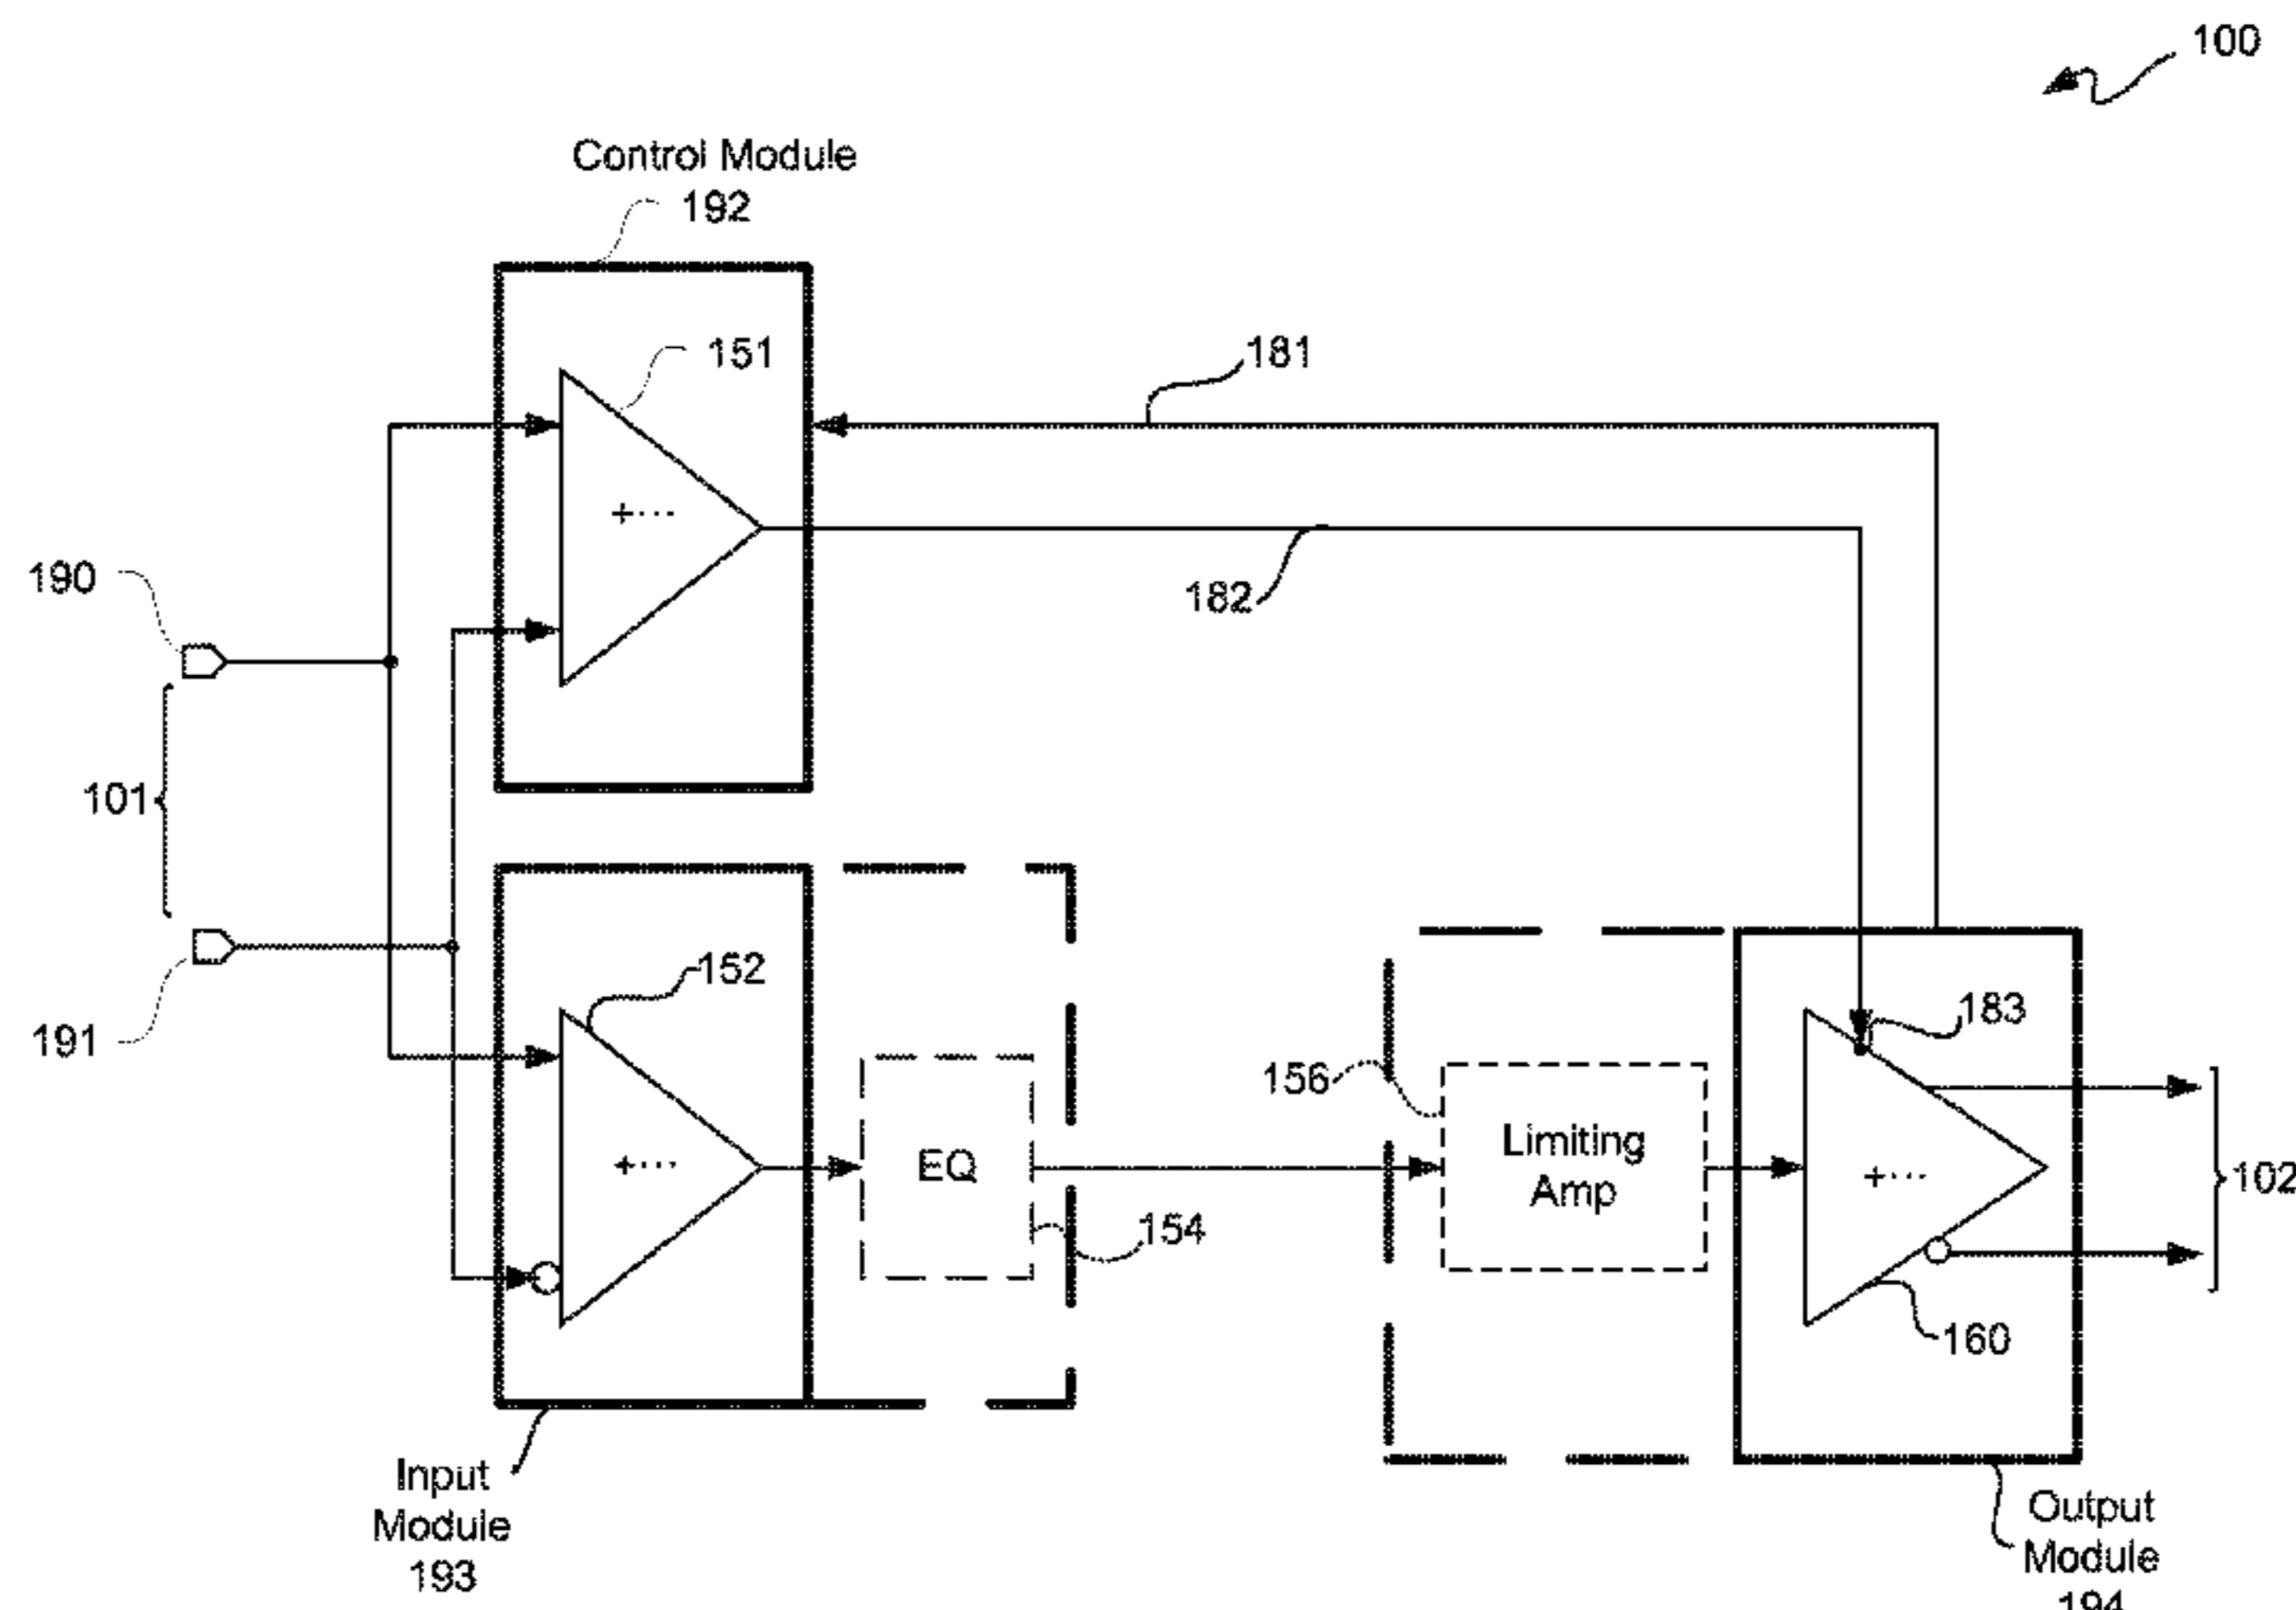 100
Control Module
192
151
181
190
182
101
152
191
183
156
Limiting
Amp
EQ
102
154
160
Input
Module
193
Output
Module
194